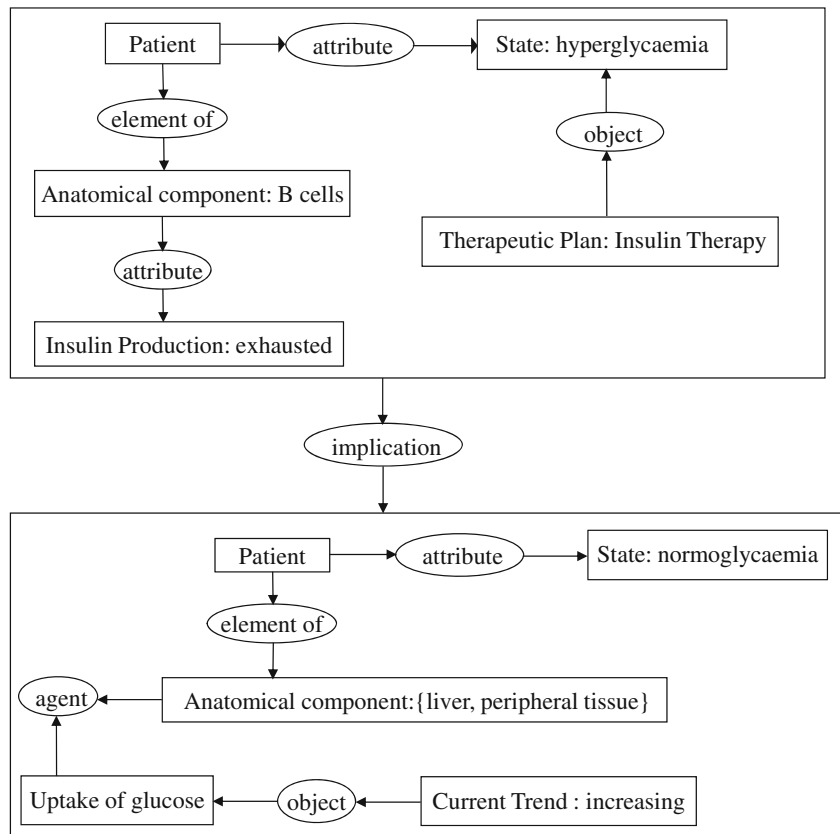 Patient
attribute
State: hyperglycaemia
element of
object
Anatomical component: B cells
Therapeutic Plan: Insulin Therapy
attribute
Insulin Production: exhausted
implication
Patient
attribute
State: normoglycaemia
element of
agent
Anatomical component:{liver, peripheral tissue}
Uptake of glucose
object
Current Trend : increasing